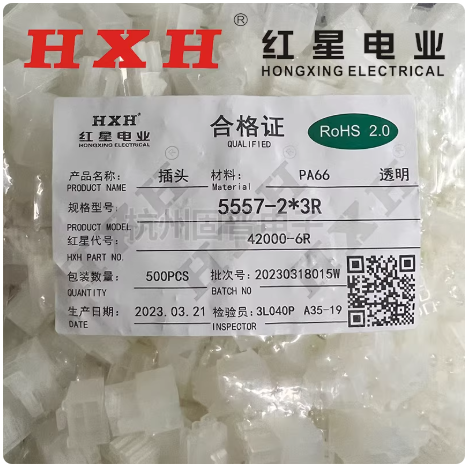 HXH® 红星电业
HONGXING ELECTRICAL
HXH®
红星电业
HONGXING ELECTRICAL
合格证
QUALIFIED
RoHS 2.0
产品名称: 插头 材料: PA66 透明
PRODUCT NAME Material
规格型号: 5557-2*3R
PRODUCT MODEL
红星代号: 42000-6R
HXH PART NO.
包装数量: 500PCS 批次号: 20230318015W
QUANTITY BATCH NO
生产日期: 2023.03.21 检验员: 3L040P A35-19
DATE INSPECTOR